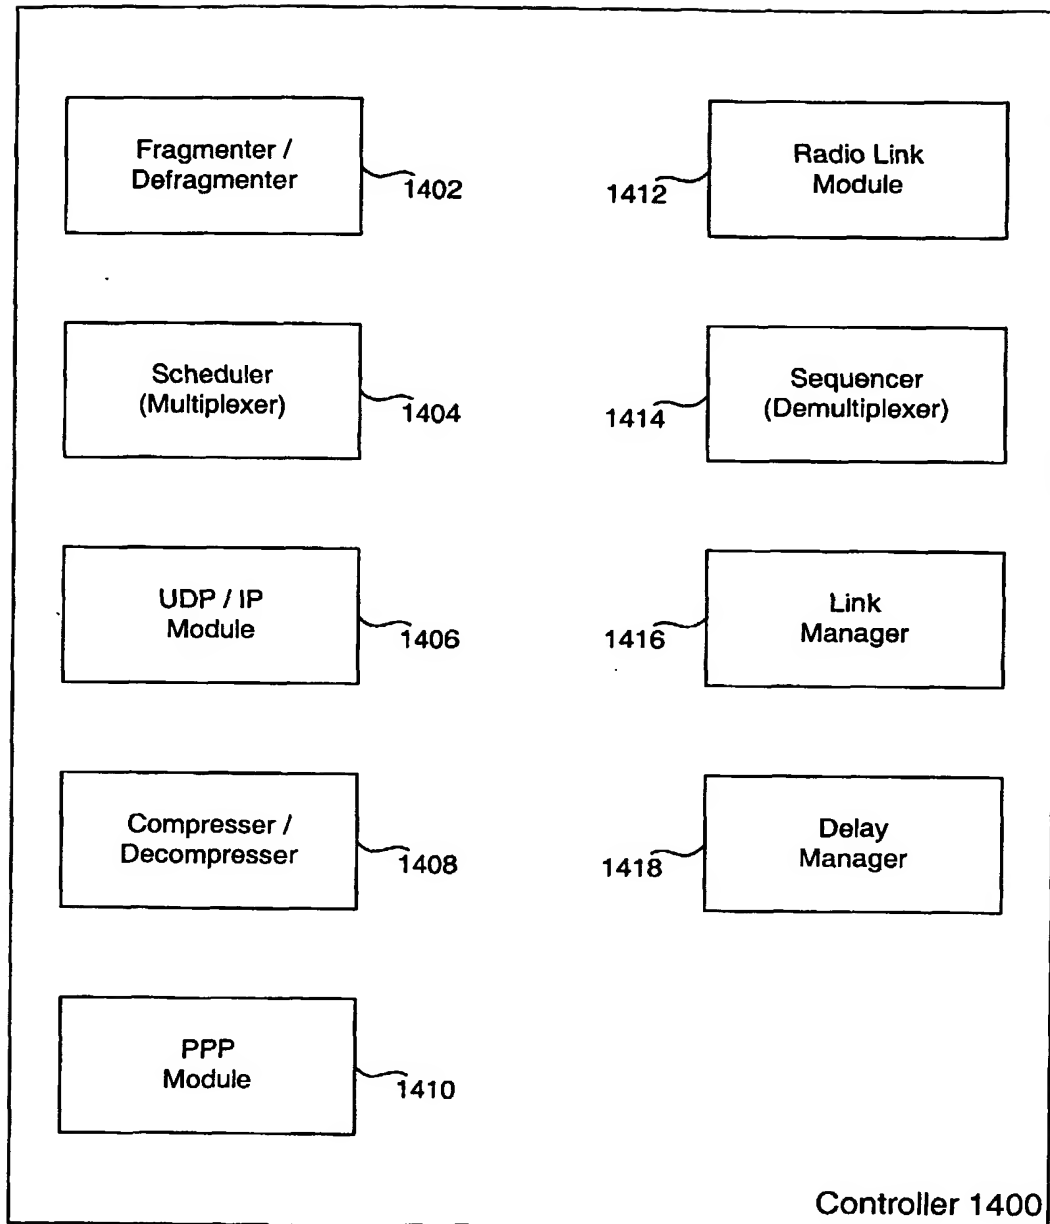 Fragmenter /
Defragmenter
1402
Radio Link
Module
1412
Scheduler
(Multiplexer)
1404
Sequencer
(Demultiplexer)
1414
UDP / IP
Module
1406
Link
Manager
1416
Compresser /
Decompresser
1408
Delay
Manager
1418
PPP
Module
1410
Controller 1400